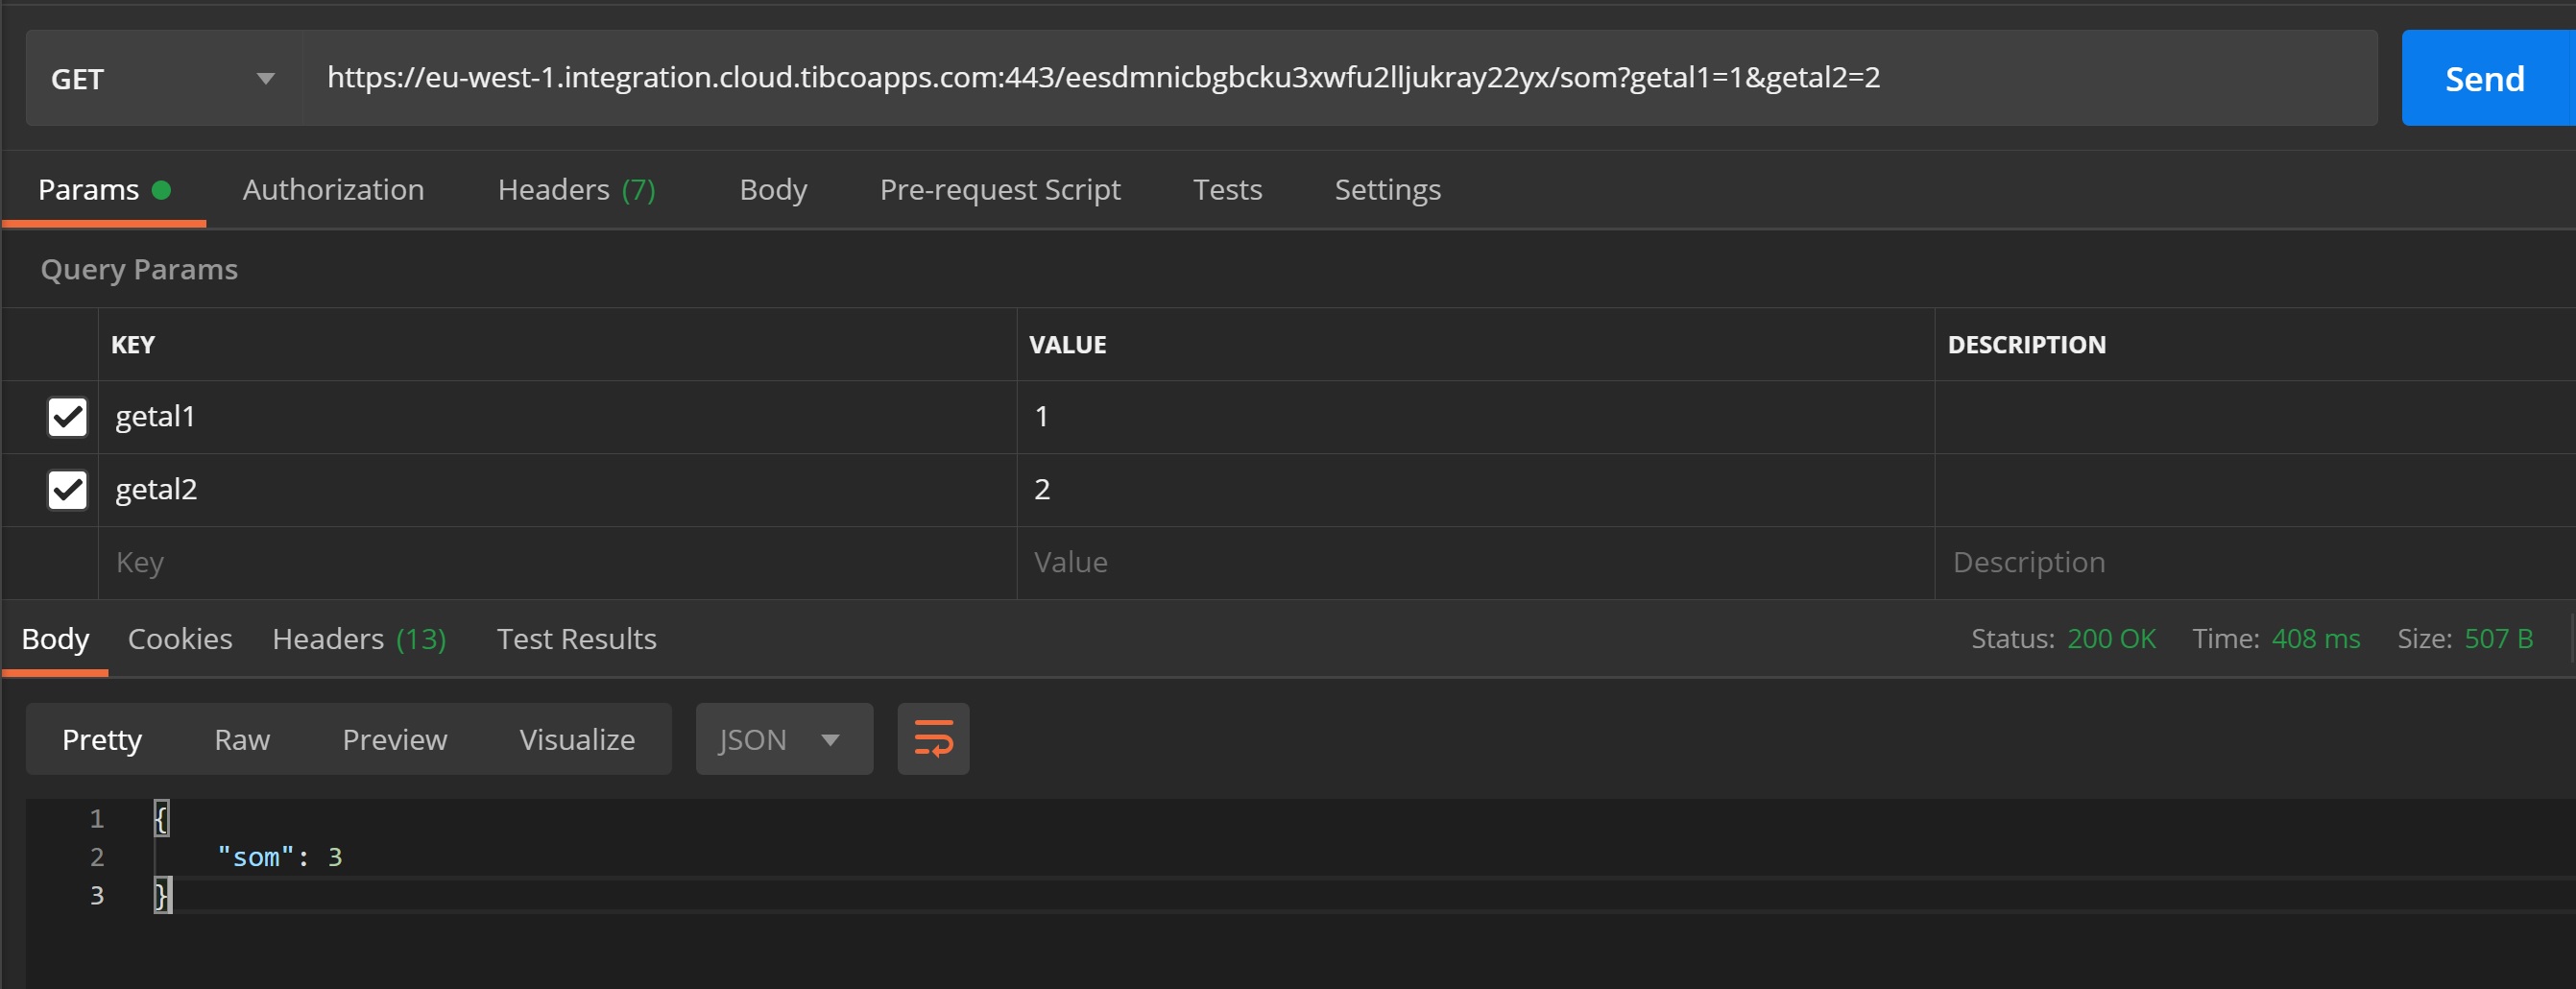 GET https://eu-west-1.integration.cloud.tibcoapps.com:443/eesdmnicbgbcku3xwfu2lljukray22yx/som?getal1=1&getal2=2 Send
Params Authorization Headers (7) Body Pre-request Script Tests Settings
Query Params
KEY VALUE DESCRIPTION
getal1 1
getal2 2
Key Value Description
Body Cookies Headers (13) Test Results Status: 200 OK Time: 408 ms Size: 507 B
Pretty Raw Preview Visualize JSON
1 {
2 "som": 3
3 }